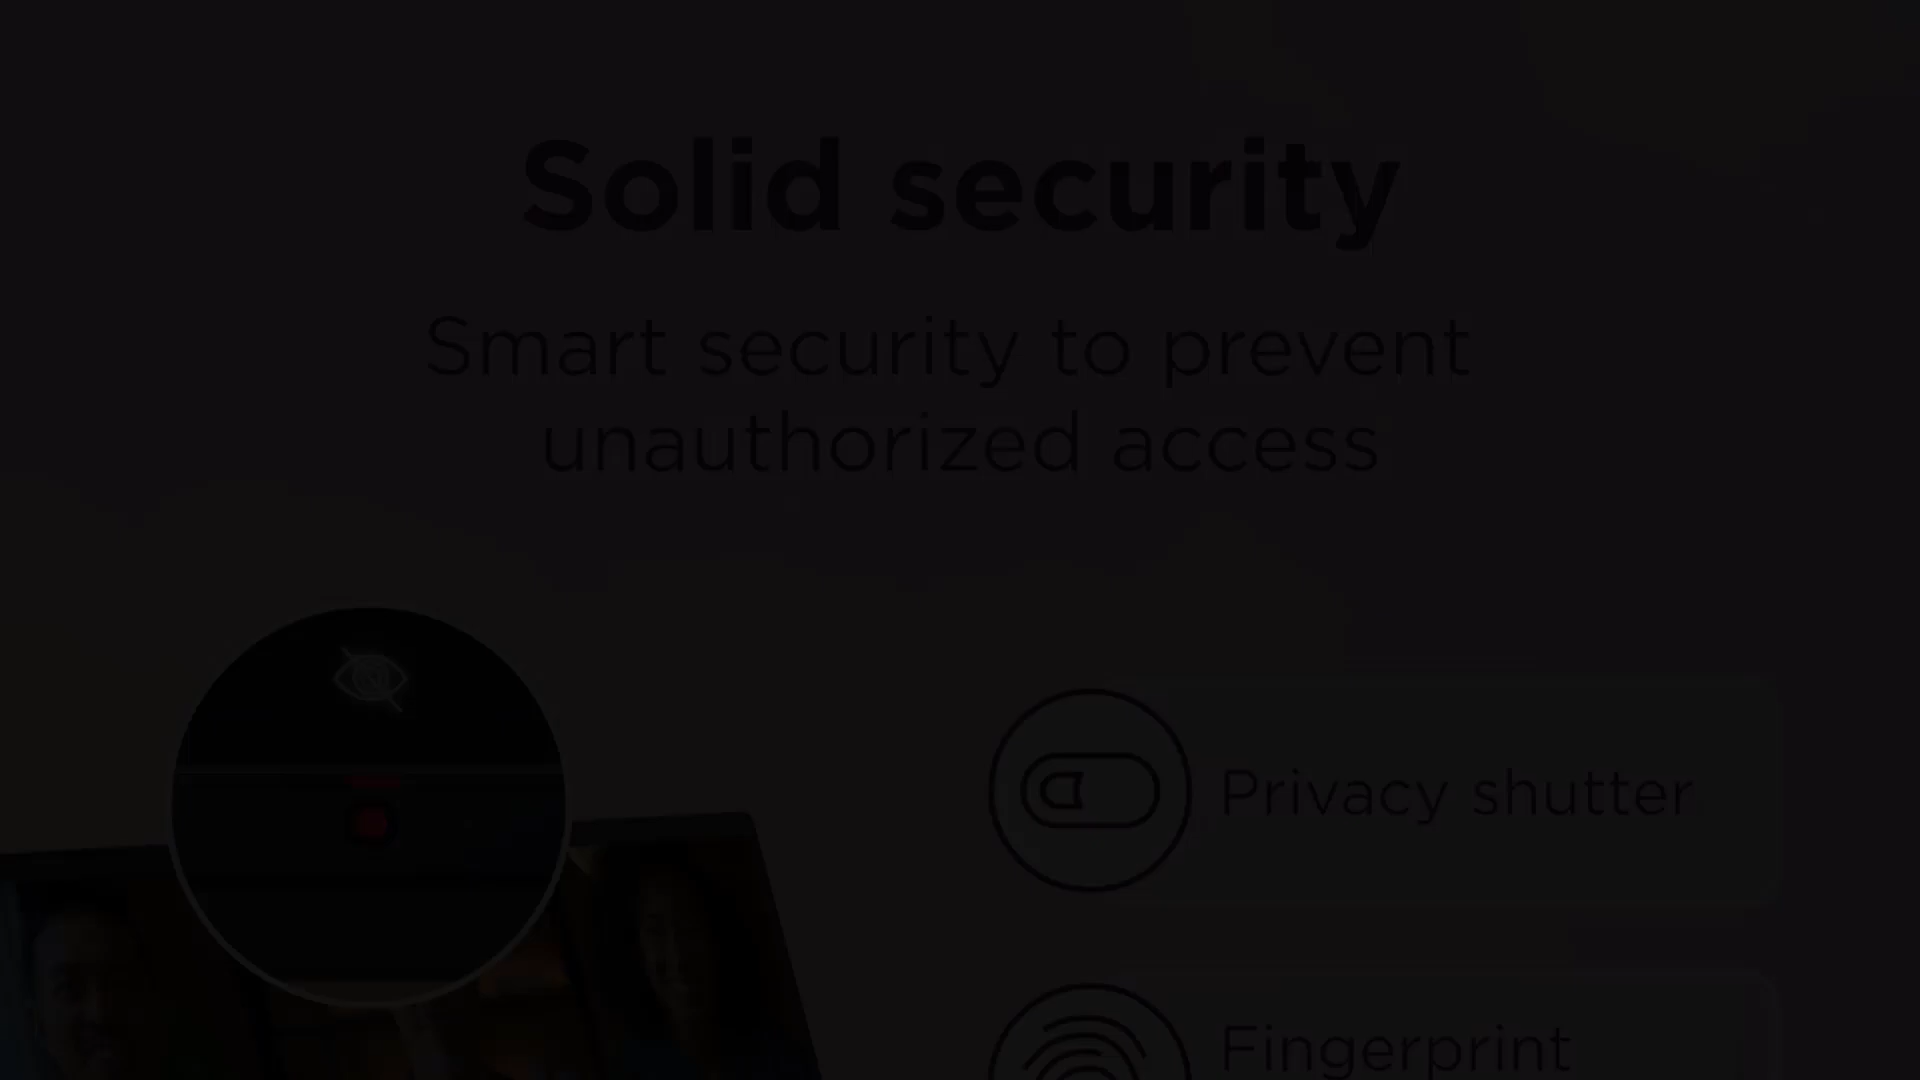 Solid security
Smart security to prevent
unauthorized access
Privacy shutter
Fingerprint